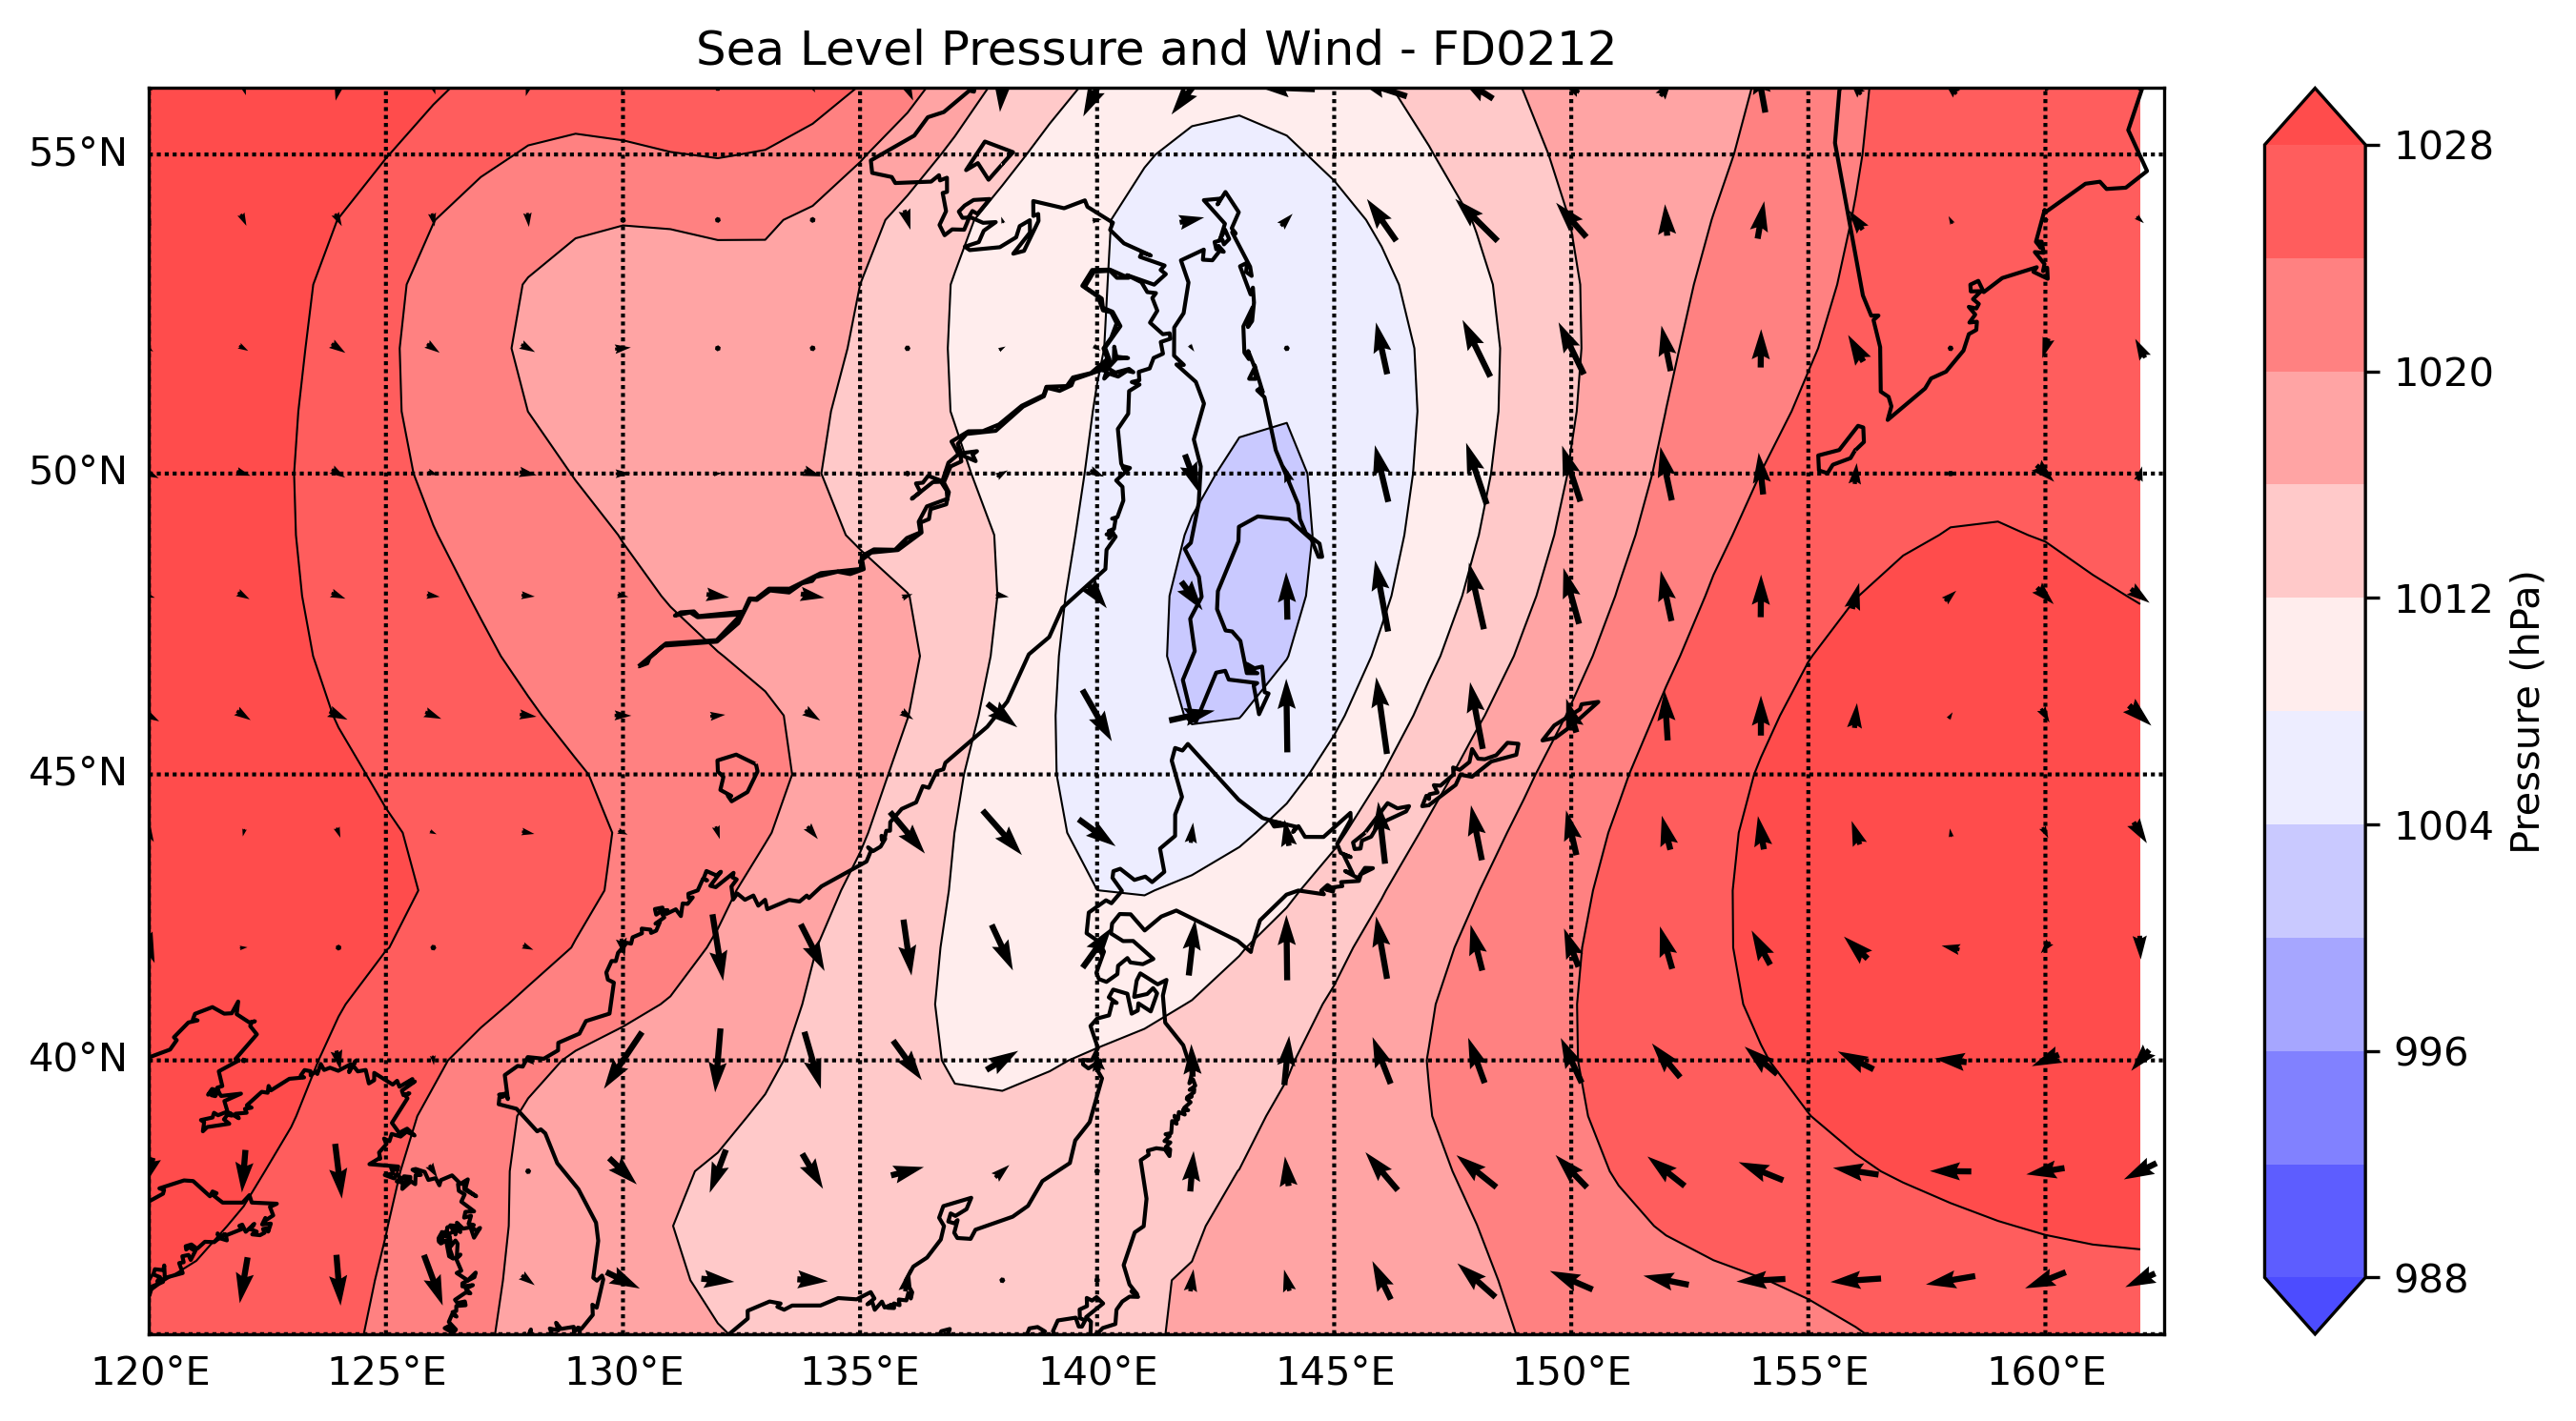 Sea Level Pressure and Wind - FD0212
55°N
50°N
45°N
40°N
120°E 125°E 130°E 135°E 140°E 145°E 150°E 155°E 160°E
1028
1020
1012
1004
996
988
Pressure (hPa)